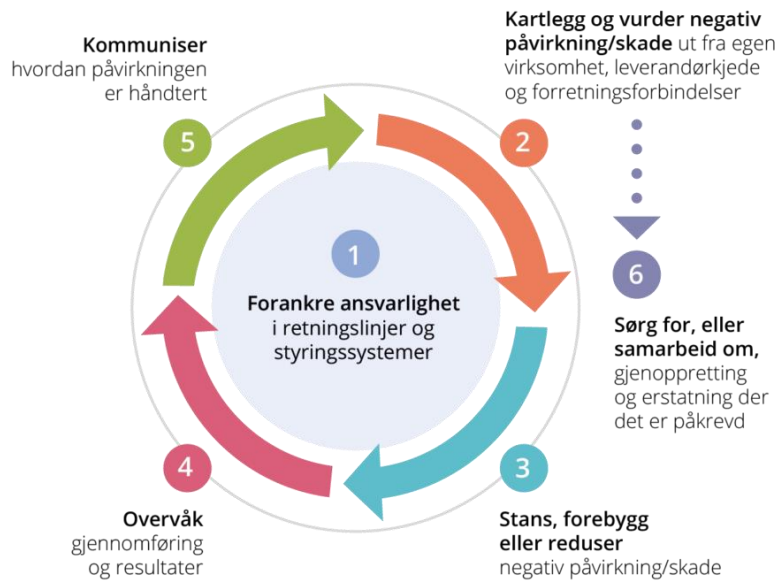 1
Forankre ansvarlighet
i retningslinjer og
styringssystemer
2
Kartlegg og vurder negativ
påvirkning/skade ut fra egen
virksomhet, leverandørkjede
og forretningsforbindelser
3
Stans, forebygg
eller reduser
negativ påvirkning/skade
4
Overvåk
gjennomføring
og resultater
5
Kommuniser
hvordan påvirkningen
er håndtert
6
Sørg for, eller
samarbeid om,
gjenoppretting
og erstatning der
det er påkrevd